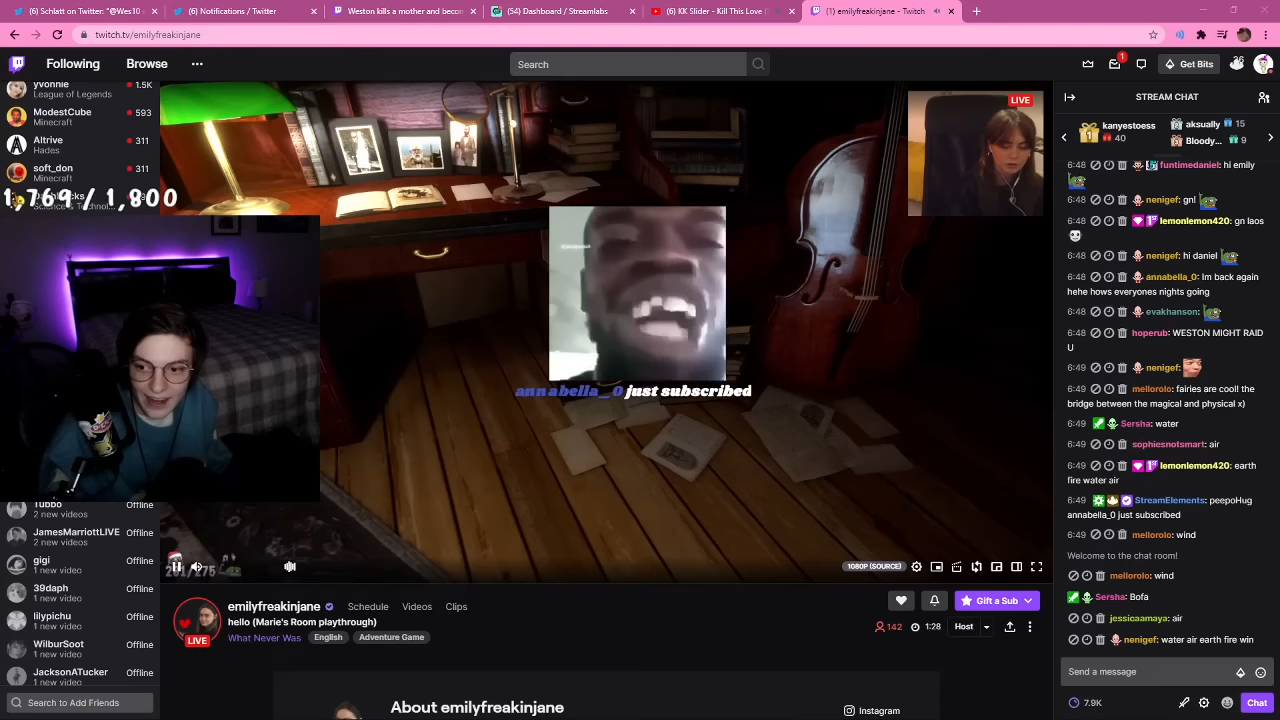 (6) Schlatt on Twitter: "@Wes10
(6) Notifications / Twitter
Weston kills a mother and becom
(54) Dashboard / Streamlabs
(6) KK Slider - Kill This Love (
(1) emilyfreakinjane - Twitch
twitch.tv/emilyfreakinjane
Following
Browse
Search
1
Get Bits
yvonnie
1.5K
League of Legends
ModestCube
593
Minecraft
Altrive
311
Hades
soft_don
311
Minecraft
1,769 / 1,800
Tubbo
Offline
2 new videos
JamesMarriottLIVE
Offline
2 new videos
gigi
Offline
1 new video
39daph
Offline
1 new video
lilypichu
Offline
1 new video
WilburSoot
Offline
1 new video
JacksonATucker
Offline
1 new video
Search to Add Friends
LIVE
annabella_0 just subscribed
1080P (SOURCE)
emilyfreakinjane
Schedule
Videos
Clips
hello (Marie's Room playthrough)
What Never Was
English
Adventure Game
LIVE
Gift a Sub
142
1:28
Host
About emilyfreakinjane
Instagram
STREAM CHAT
1
kanyestoess
40
aksually 15
Bloody... 9
6:48 funtimedaniel: hi emily
6:48 nenigef: gn!
6:48 lemonlemon420: gn laos
6:48 nenigef: hi daniel
6:48 annabella_0: Im back again
hehe hows everyones nights going
6:48 evakhanson:
6:48 hoperub: WESTON MIGHT RAID
U
6:49 nenigef:
6:49 mellorolo: fairies are cooll the
bridge between the magical and physical x)
6:49 Sersha: water
6:49 sophiesnotsmart: air
6:49 lemonlemon420: earth
fire water air
6:49 StreamElements: peepoHug
annabella_0 just subscribed
6:49 mellorolo: wind
Welcome to the chat room!
mellorolo: wind
Sersha: Bofa
jessicaamaya: air
nenigef: water air earth fire win
Send a message
7.9K
Chat